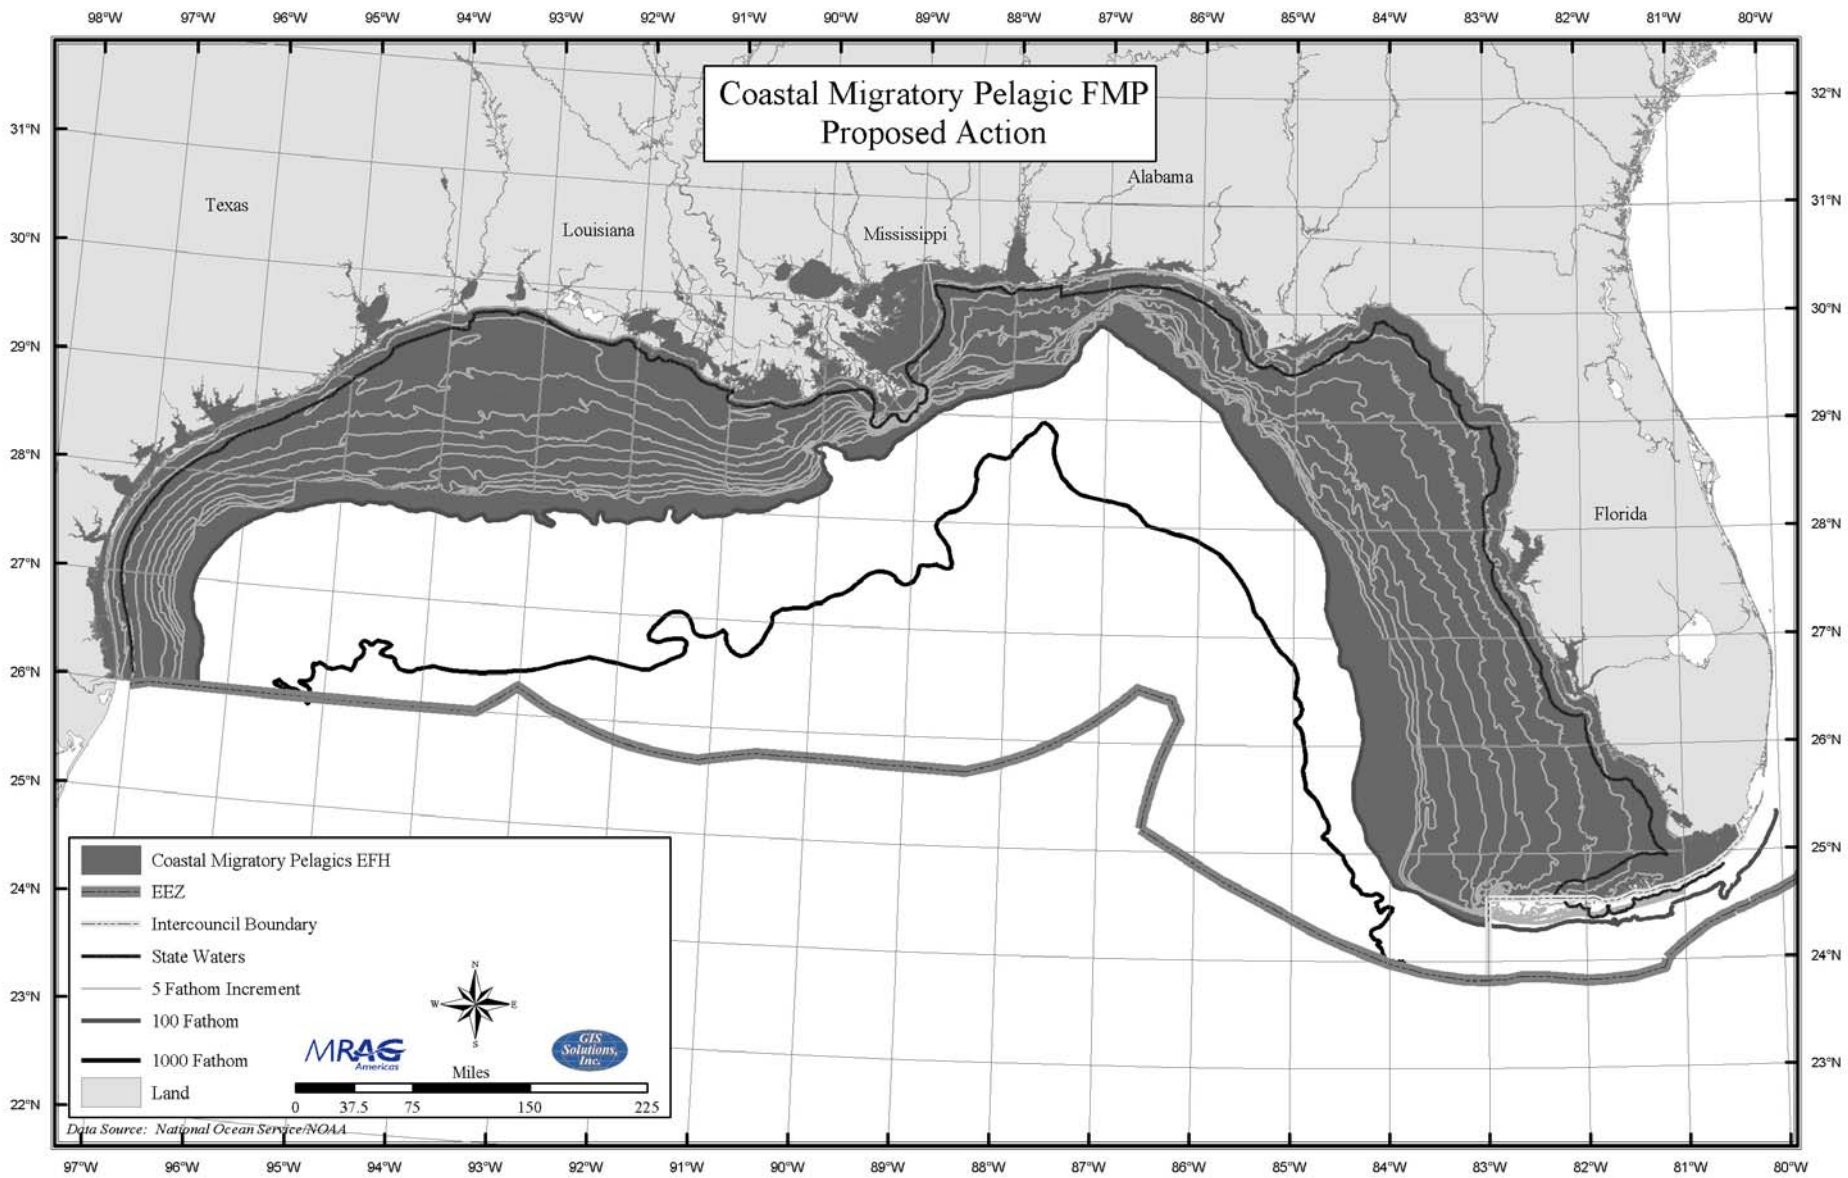 98°W 97°W 96°W 95°W 94°W 93°W 92°W 91°W 90°W 89°W 88°W 87°W 86°W 85°W 84°W 83°W 82°W 81°W 80°W
Coastal Migratory Pelagic FMP
Proposed Action
32°N
31°N
31°N
30°N
30°N
29°N
29°N
28°N
28°N
27°N
27°N
26°N
26°N
25°N
25°N
24°N
24°N
23°N
23°N
22°N
Texas
Louisiana
Mississippi
Alabama
Florida
Coastal Migratory Pelagics EFH
EEZ
Intercouncil Boundary
State Waters
5 Fathom Increment
100 Fathom
1000 Fathom
Land
N
W E
S
MRAG
Americas
GIS
Solutions,
Inc.
Miles
0 37.5 75 150 225
Data Source: National Ocean Service/NOAA
97°W 96°W 95°W 94°W 93°W 92°W 91°W 90°W 89°W 88°W 87°W 86°W 85°W 84°W 83°W 82°W 81°W 80°W